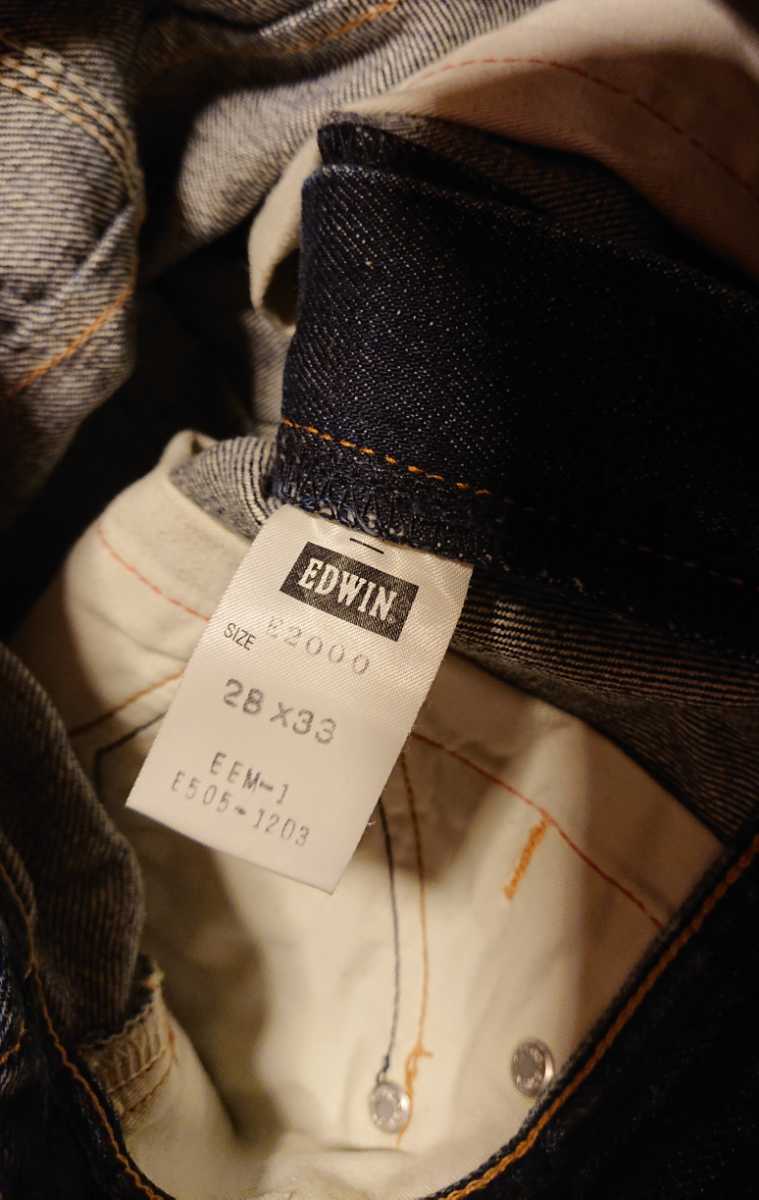 EDWIN
SIZE E2000
28 X33
EEM-1
E505-1203